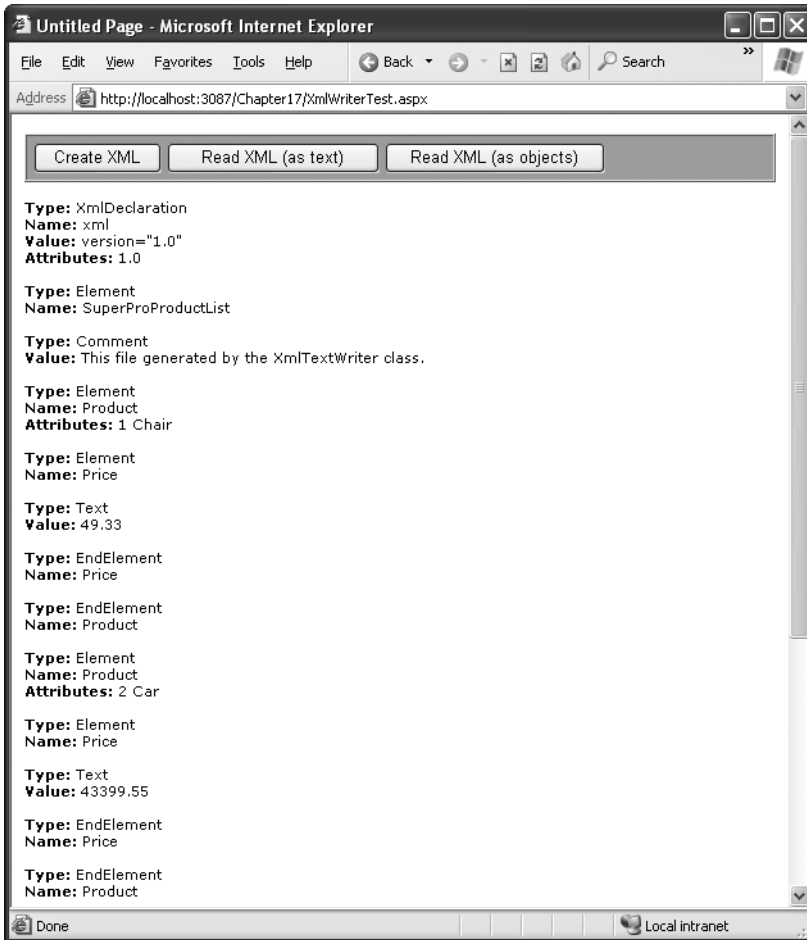 Untitled Page - Microsoft Internet Explorer
File Edit View Favorites Tools Help Back Search »
Address http://localhost:3087/Chapter17/XmlWriterTest.aspx
Create XML Read XML (as text) Read XML (as objects)
Type: XmlDeclaration
Name: xml
Value: version="1.0"
Attributes: 1.0
Type: Element
Name: SuperProProductList
Type: Comment
Value: This file generated by the XmlTextWriter class.
Type: Element
Name: Product
Attributes: 1 Chair
Type: Element
Name: Price
Type: Text
Value: 49.33
Type: EndElement
Name: Price
Type: EndElement
Name: Product
Type: Element
Name: Product
Attributes: 2 Car
Type: Element
Name: Price
Type: Text
Value: 43399.55
Type: EndElement
Name: Price
Type: EndElement
Name: Product
Done Local intranet